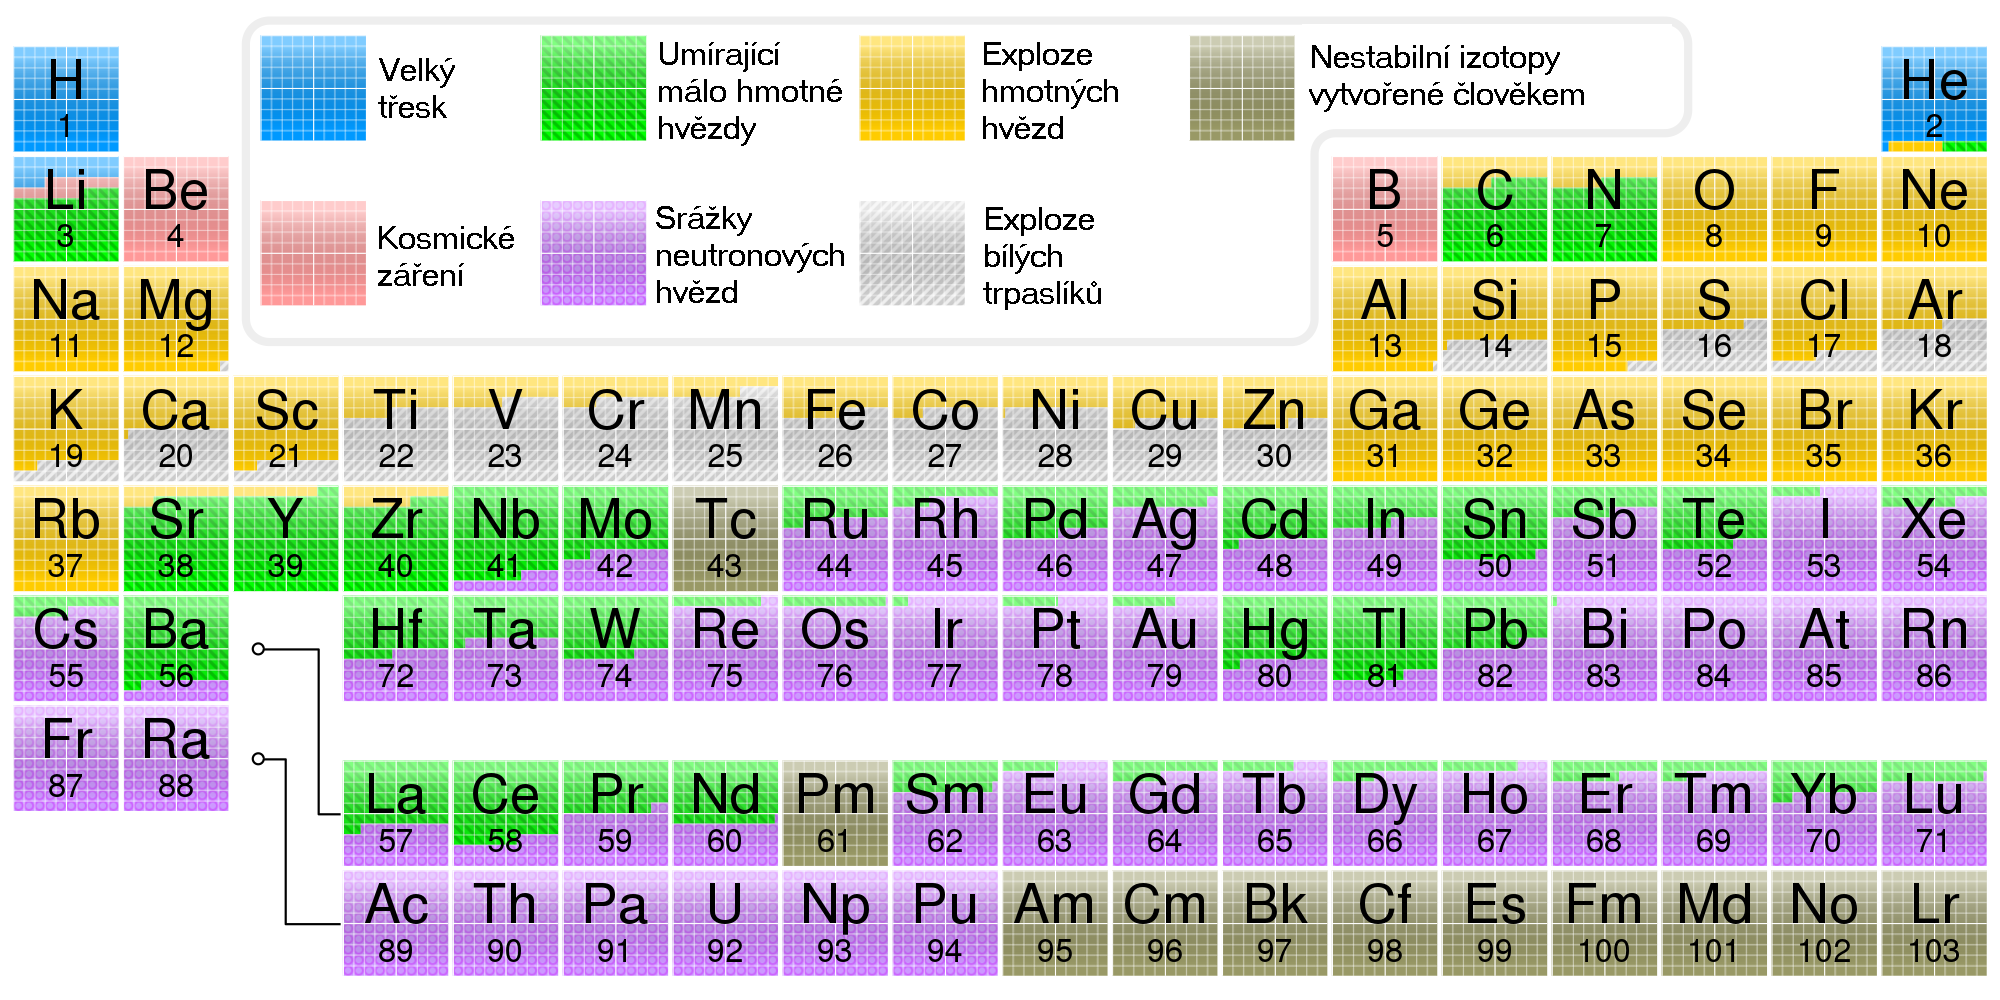 Velký
třesk
Umírající
málo hmotné
hvězdy
Exploze
hmotných
hvězd
Nestabilní izotopy
vytvořené člověkem
Kosmické
záření
Srážky
neutronových
hvězd
Exploze
bílých
trpaslíků
H He
1 2
Li Be B C N O F Ne
3 4 5 6 7 8 9 10
Na Mg Al Si P S Cl Ar
11 12 13 14 15 16 17 18
K Ca Sc Ti V Cr Mn Fe Co Ni Cu Zn Ga Ge As Se Br Kr
19 20 21 22 23 24 25 26 27 28 29 30 31 32 33 34 35 36
Rb Sr Y Zr Nb Mo Tc Ru Rh Pd Ag Cd In Sn Sb Te I Xe
37 38 39 40 41 42 43 44 45 46 47 48 49 50 51 52 53 54
Cs Ba Hf Ta W Re Os Ir Pt Au Hg Tl Pb Bi Po At Rn
55 56 72 73 74 75 76 77 78 79 80 81 82 83 84 85 86
Fr Ra
87 88
La Ce Pr Nd Pm Sm Eu Gd Tb Dy Ho Er Tm Yb Lu
57 58 59 60 61 62 63 64 65 66 67 68 69 70 71
Ac Th Pa U Np Pu Am Cm Bk Cf Es Fm Md No Lr
89 90 91 92 93 94 95 96 97 98 99 100 101 102 103